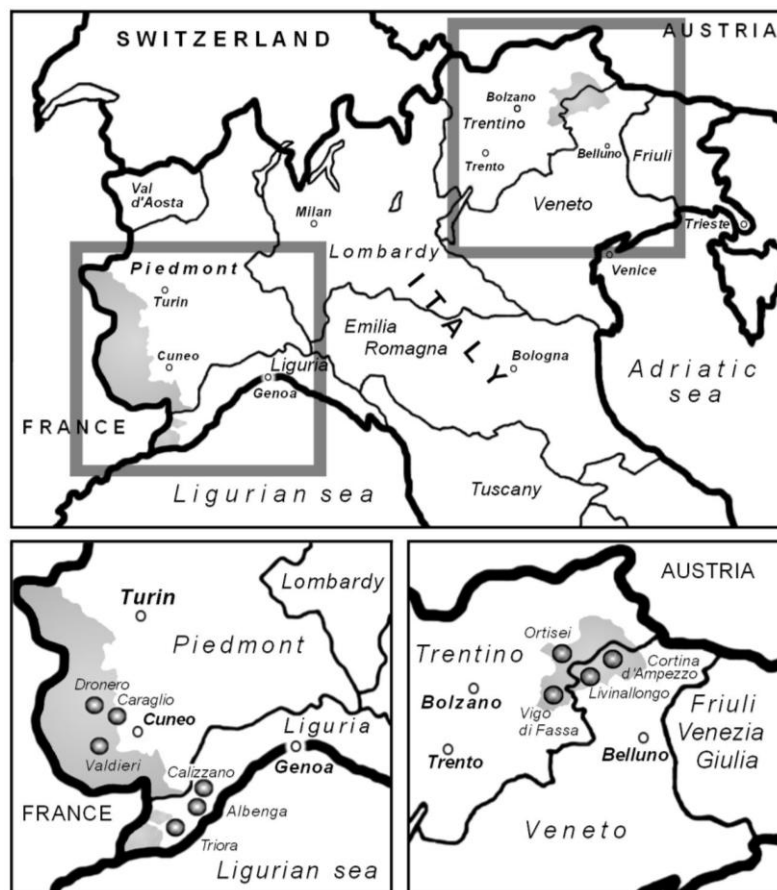 SWITZERLAND
AUSTRIA
Bolzano
Trentino
Trento
Belluno
Friuli
Val
d'Aosta
Milan
Veneto
Trieste
Lombardy
Venice
Piedmont
Turin
ITALY
Emilia
Romagna
Bologna
Cuneo
Liguria
Genoa
Adriatic
sea
FRANCE
Ligurian sea
Tuscany
Turin
Lombardy
Piedmont
Dronero
Caraglio
Cuneo
Liguria
Valdieri
Calizzano
Genoa
FRANCE
Albenga
Triora
Ligurian sea
AUSTRIA
Ortisei
Trentino
Cortina
d'Ampezzo
Bolzano
Livinallongo
Friuli
Venezia
Giulia
Vigo
di Fassa
Trento
Belluno
Veneto